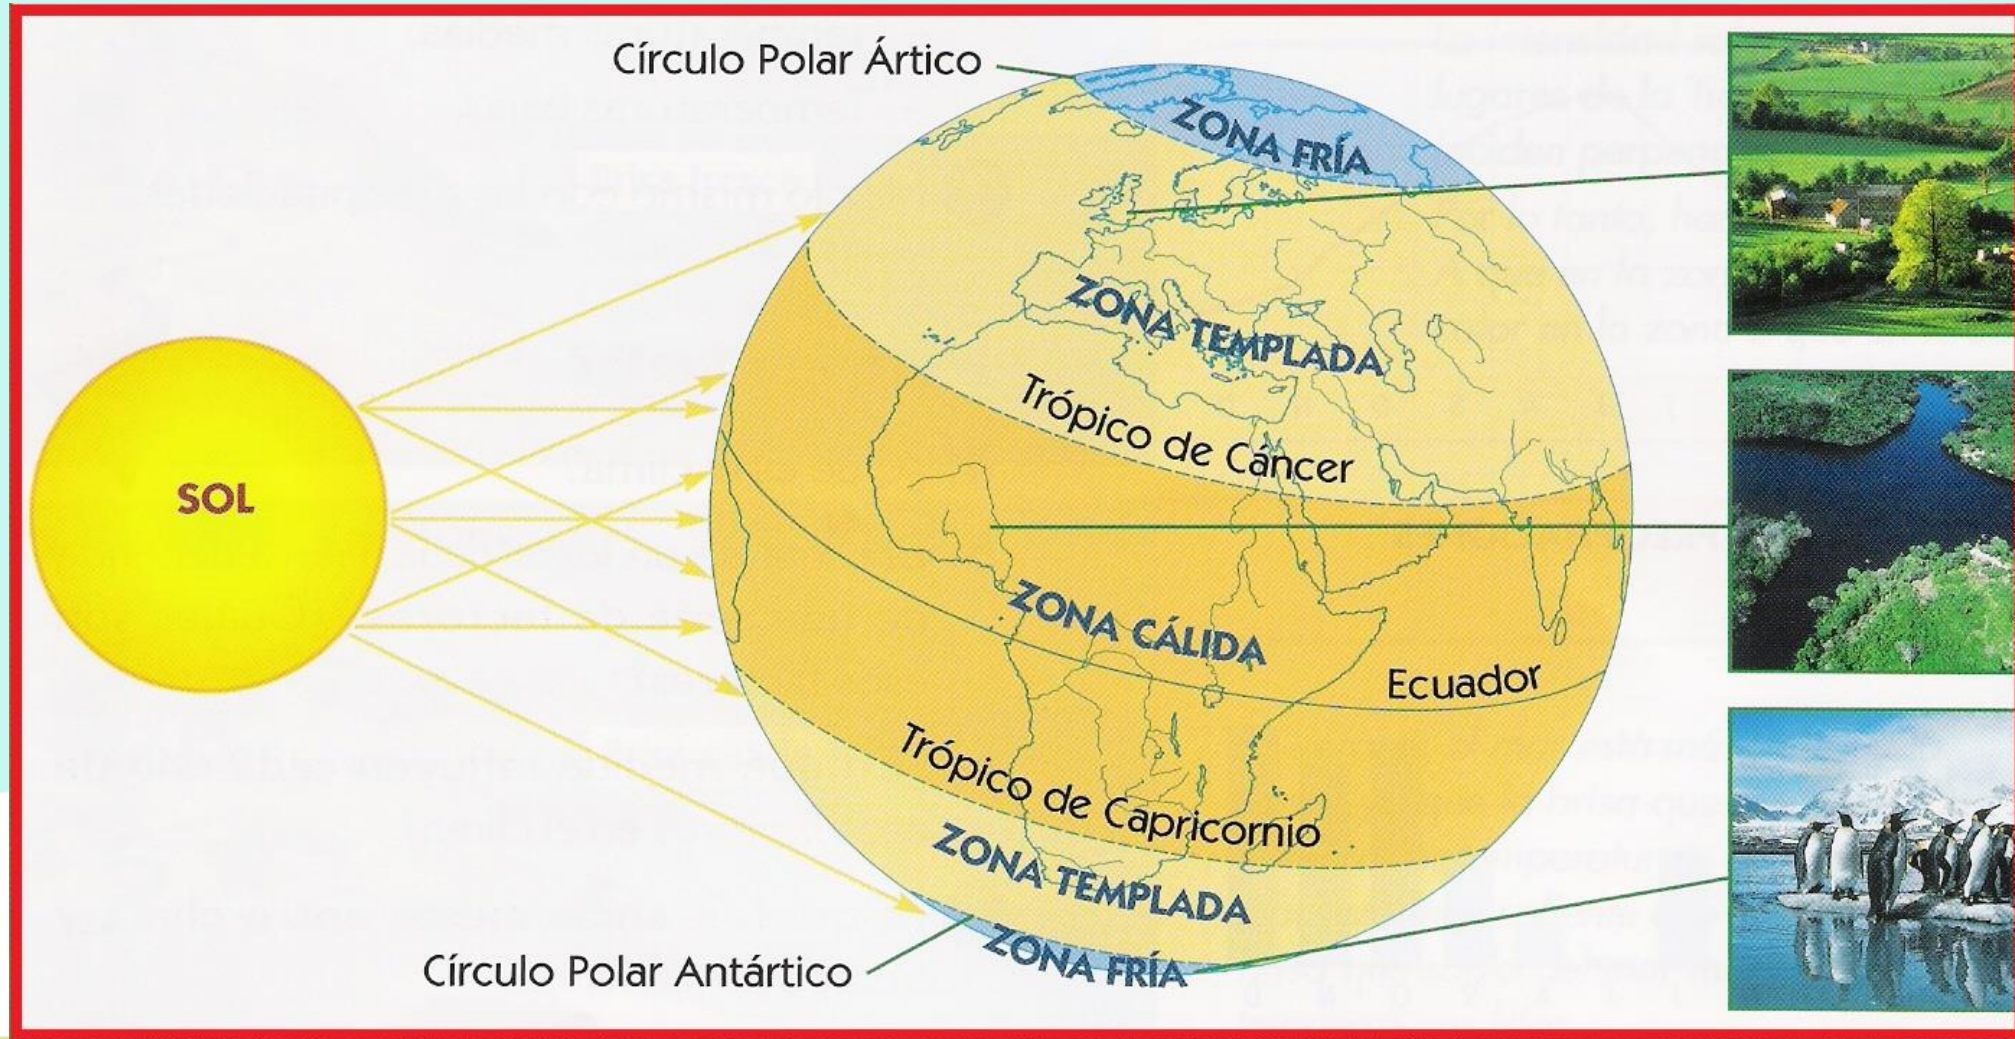 Círculo Polar Ártico
ZONA FRÍA
ZONA TEMPLADA
Trópico de Cáncer
SOL
ZONA CÁLIDA
Ecuador
Trópico de Capricornio
ZONA TEMPLADA
Círculo Polar Antártico
ZONA FRÍA